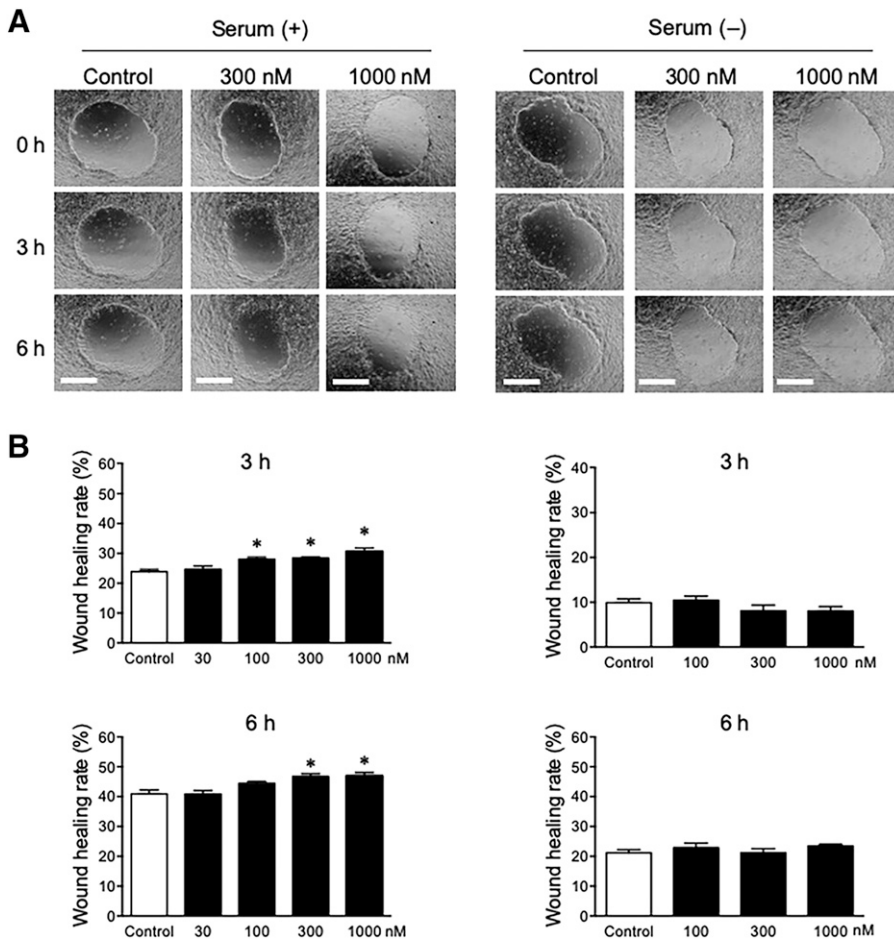 A
Serum (+)
Serum (–)
Control 300 nM 1000 nM
Control 300 nM 1000 nM
0 h
3 h
6 h
B
3 h
Wound healing rate (%)
60
50
40
30
20
10
0
* * *
Control 30 100 300 1000 nM
3 h
Wound healing rate (%)
40
30
20
10
0
Control 100 300 1000 nM
6 h
Wound healing rate (%)
60
50
40
30
20
10
0
* *
Control 30 100 300 1000 nM
6 h
Wound healing rate (%)
60
50
40
30
20
10
0
Control 100 300 1000 nM